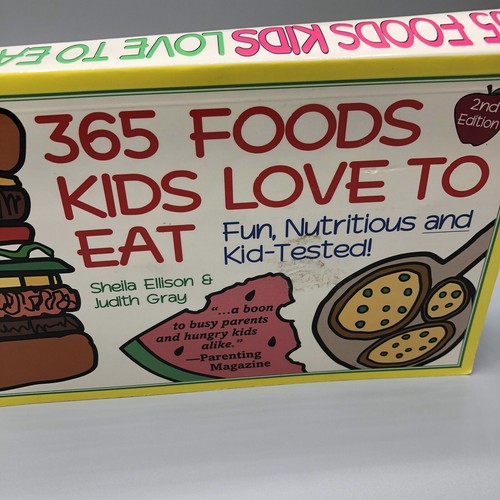 365 FOODS KIDS LOVE TO EA
365 FOODS
KIDS LOVE TO
EAT
2nd
Edition
Fun, Nutritious and
Kid-Tested!
Sheila Ellison &
Judith Gray
"...a boon
to busy parents
and hungry kids
alike."
—Parenting
Magazine